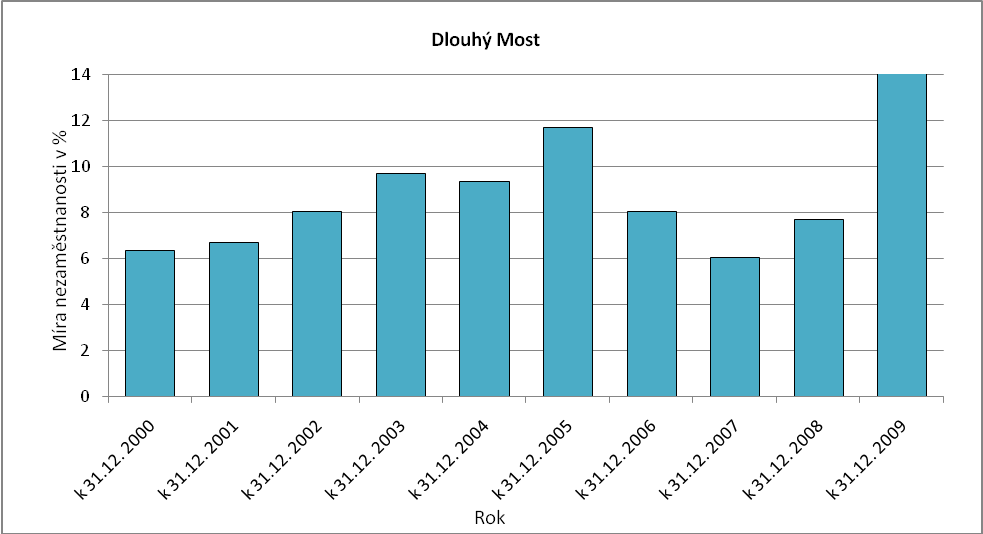 Dlouhý Most
Míra nezaměstnanosti v %
14
12
10
8
6
4
2
0
k 31.12. 2000
k 31.12. 2001
k 31.12. 2002
k 31.12. 2003
k 31.12. 2004
k 31.12. 2005
k 31.12. 2006
k 31.12. 2007
k 31.12. 2008
k 31.12. 2009
Rok